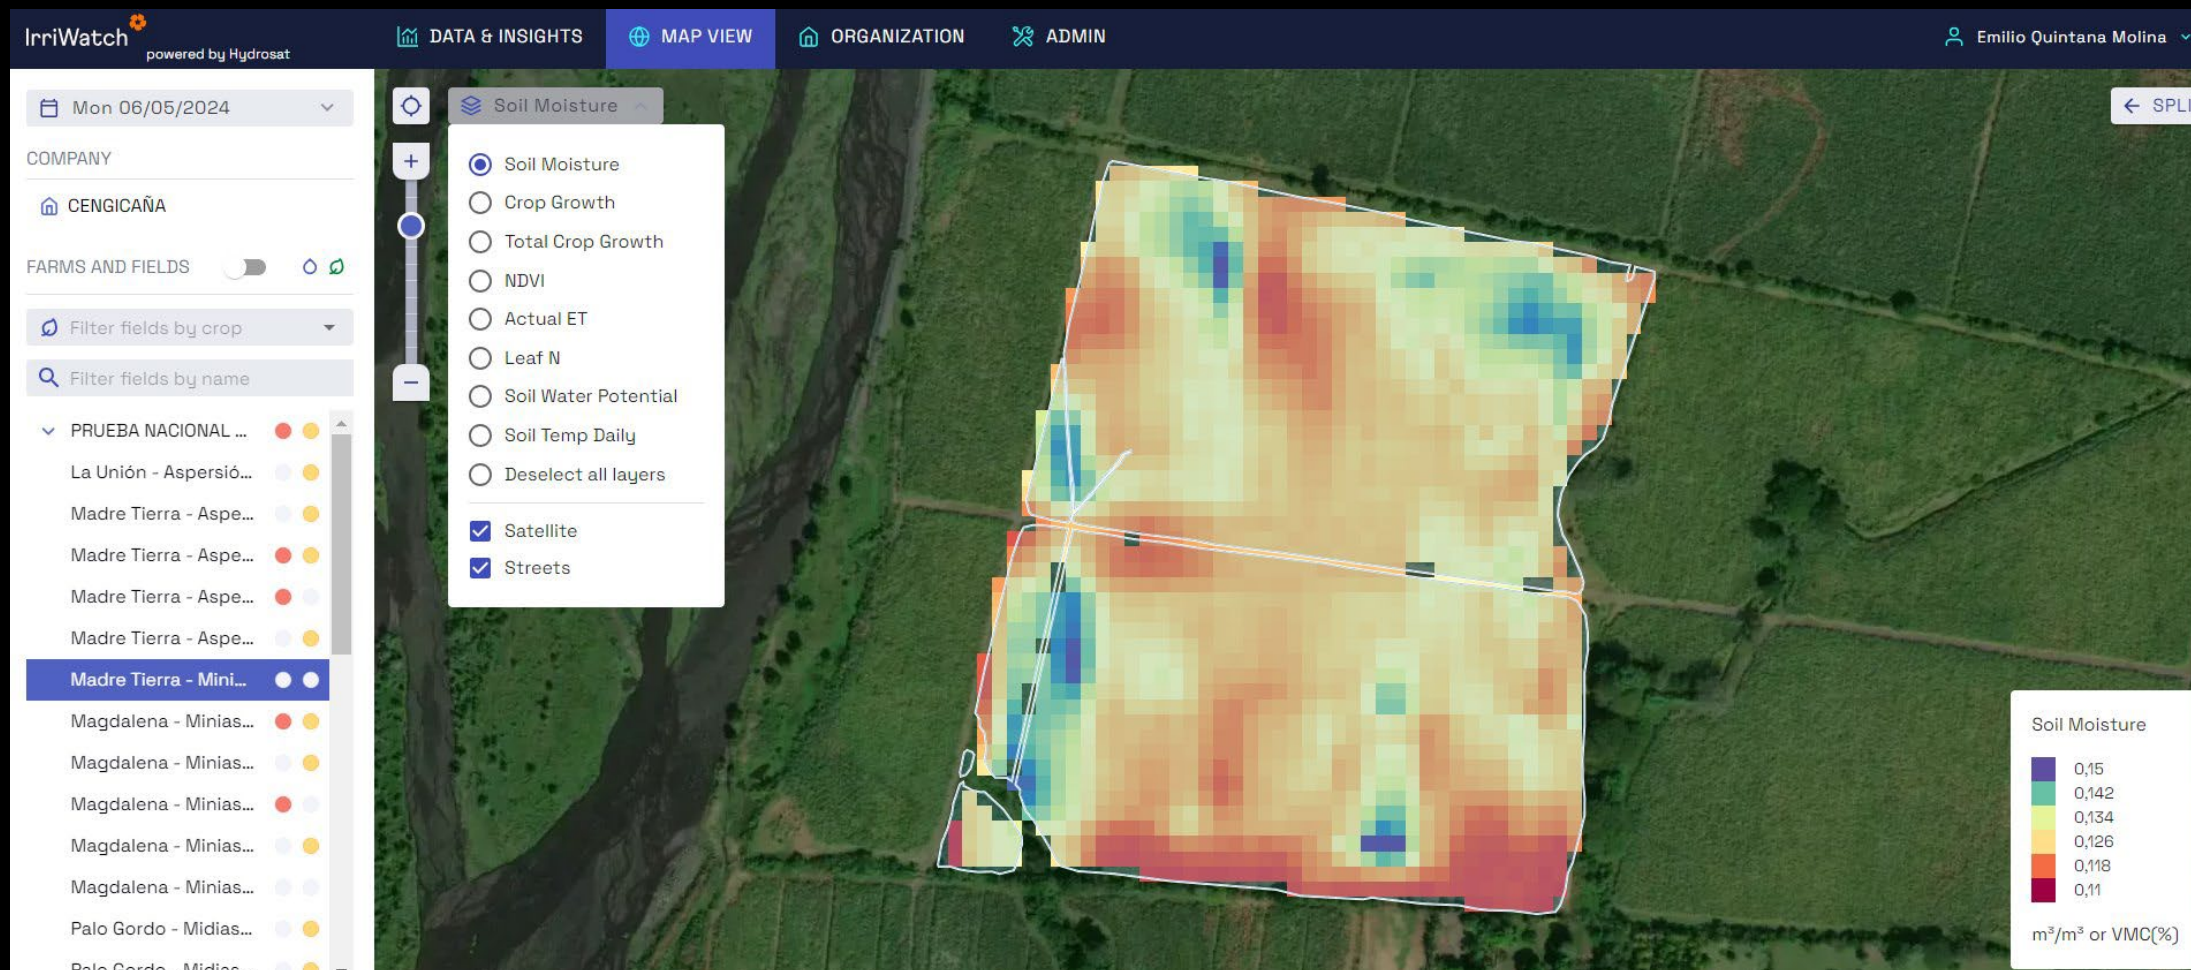 IrriWatch
powered by Hydrosat
DATA & INSIGHTS
MAP VIEW
ORGANIZATION
ADMIN
Emilio Quintana Molina
Mon 06/05/2024
COMPANY
CENGICAÑA
FARMS AND FIELDS
Filter fields by crop
Filter fields by name
PRUEBA NACIONAL ...
La Unión - Aspersió...
Madre Tierra - Aspe...
Madre Tierra - Aspe...
Madre Tierra - Aspe...
Madre Tierra - Aspe...
Madre Tierra - Mini...
Magdalena - Minias...
Magdalena - Minias...
Magdalena - Minias...
Magdalena - Minias...
Magdalena - Minias...
Palo Gordo - Midias...
Palo Gordo - Midias...
Soil Moisture
Soil Moisture
Crop Growth
Total Crop Growth
NDVI
Actual ET
Leaf N
Soil Water Potential
Soil Temp Daily
Deselect all layers
Satellite
Streets
SPLI
Soil Moisture
0,15
0,142
0,134
0,126
0,118
0,11
m³/m³ or VMC(%)